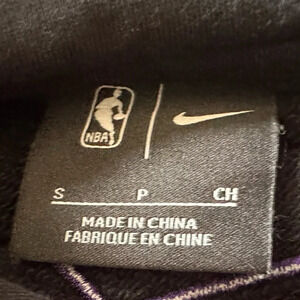 NBA
S P CH
MADE IN CHINA
FABRIQUE EN CHINE